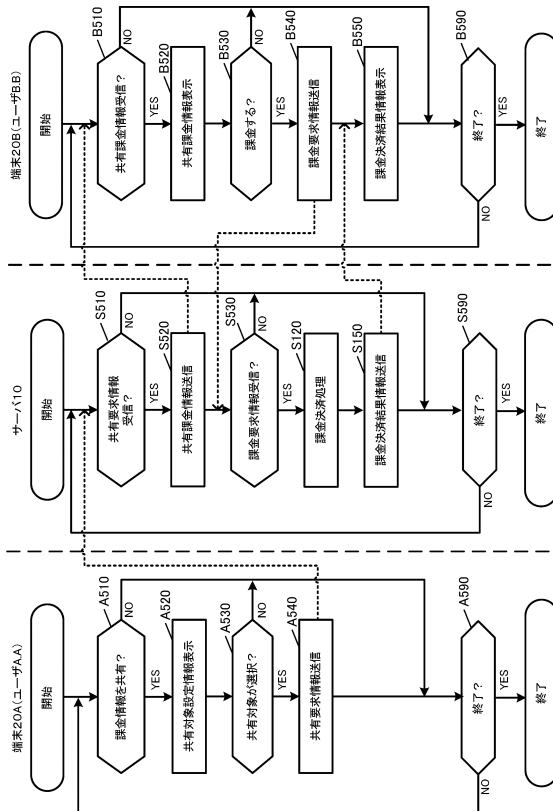 端末20A(ユーザA.A)
開始
課金情報を共有?
A510
NO
YES
共有対象設定情報表示
A520
共有対象が選択?
A530
NO
YES
共有要求情報送信
A540
終了?
A590
NO
YES
終了
サーバ10
開始
共有要求情報
受信?
S510
NO
YES
共有課金情報送信
S520
課金要求情報受信?
S530
NO
YES
課金決済処理
S120
課金決済結果情報送信
S150
終了?
S590
NO
YES
終了
端末20B(ユーザB.B)
開始
共有課金情報受信?
B510
NO
YES
共有課金情報表示
B520
課金する?
B530
NO
YES
課金要求情報送信
B540
課金決済結果情報表示
B550
終了?
B590
NO
YES
終了